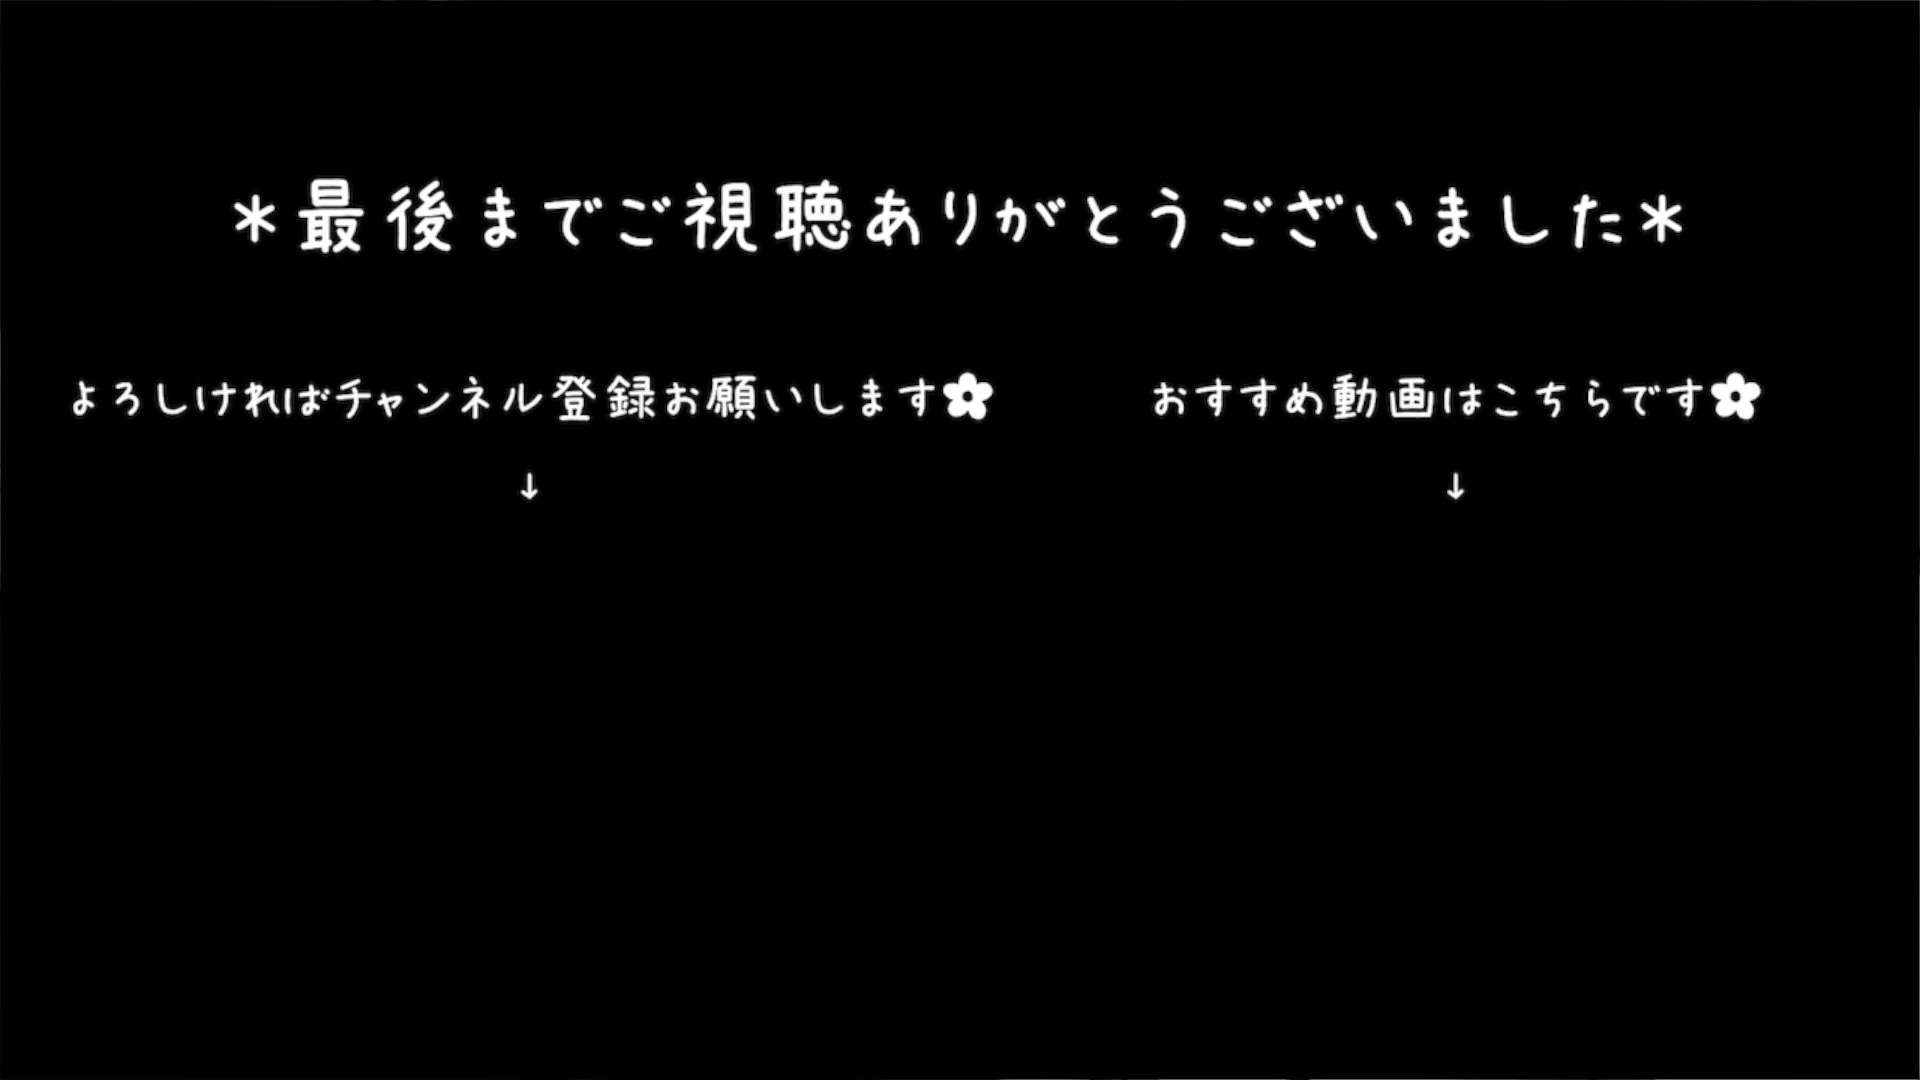 *最後までご視聴ありがとうございました*
よろしければチャンネル登録お願いします✿
おすすめ動画はこちらです✿
↓
↓